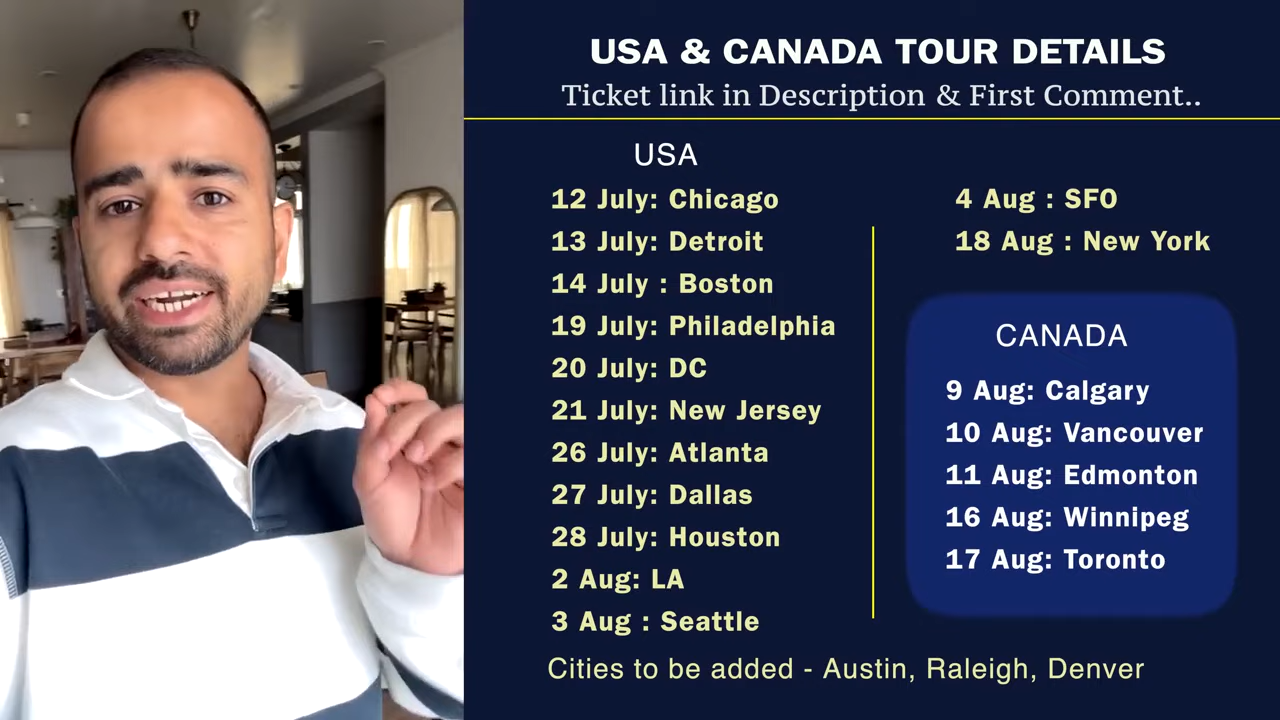 USA & CANADA TOUR DETAILS
Ticket link in Description & First Comment..
USA
12 July: Chicago
13 July: Detroit
14 July : Boston
19 July: Philadelphia
20 July: DC
21 July: New Jersey
26 July: Atlanta
27 July: Dallas
28 July: Houston
2 Aug: LA
3 Aug : Seattle
4 Aug : SFO
18 Aug : New York
CANADA
9 Aug: Calgary
10 Aug: Vancouver
11 Aug: Edmonton
16 Aug: Winnipeg
17 Aug: Toronto
Cities to be added - Austin, Raleigh, Denver